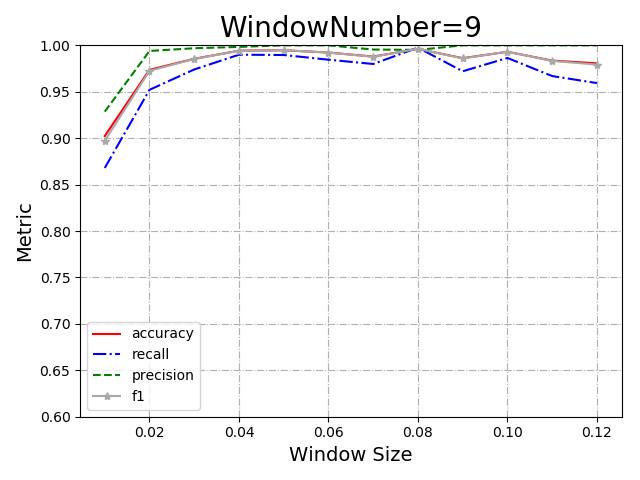 WindowNumber=9
1.00
0.95
0.90
0.85
0.80
0.75
0.70
0.65
0.60
Metric
accuracy
recall
precision
f1
0.02 0.04 0.06 0.08 0.10 0.12
Window Size